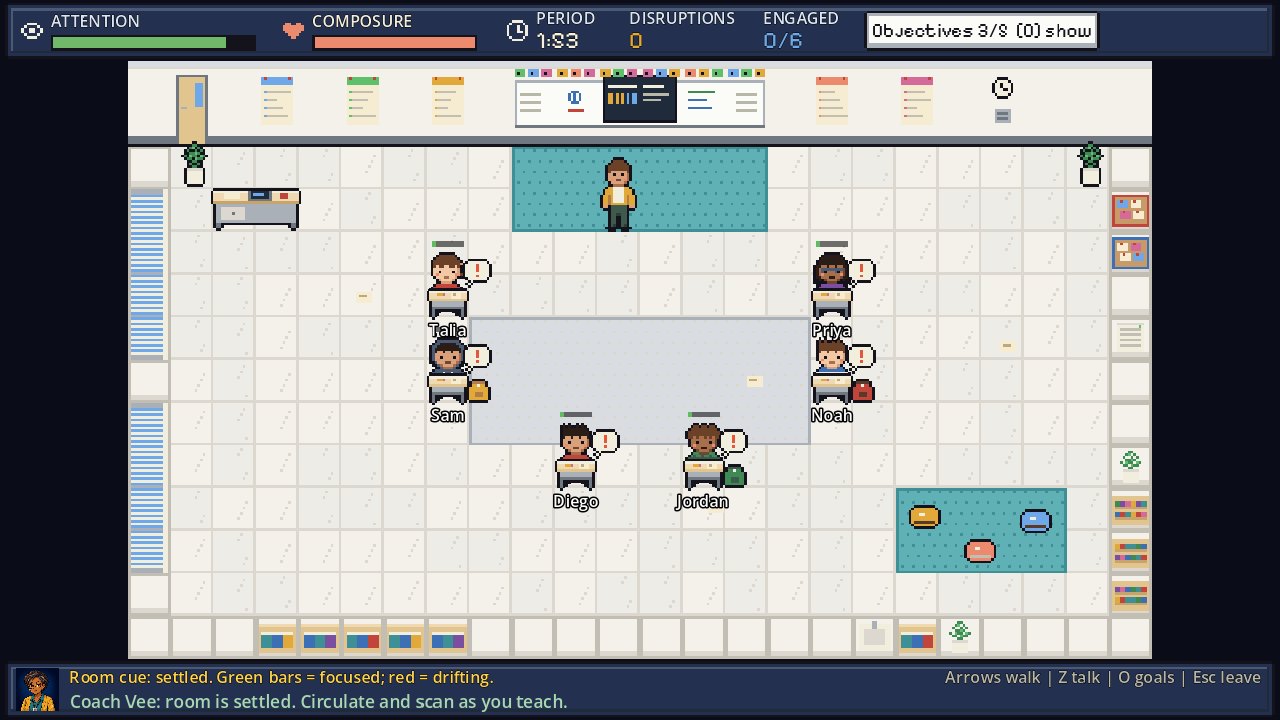 ATTENTION
COMPOSURE
PERIOD
1:53
DISRUPTIONS
0
ENGAGED
0/6
Objectives 3/8 (O) show
Talia
Priya
Sam
Noah
Diego
Jordan
Room cue: settled. Green bars = focused; red = drifting.
Coach Vee: room is settled. Circulate and scan as you teach.
Arrows walk | Z talk | O goals | Esc leave